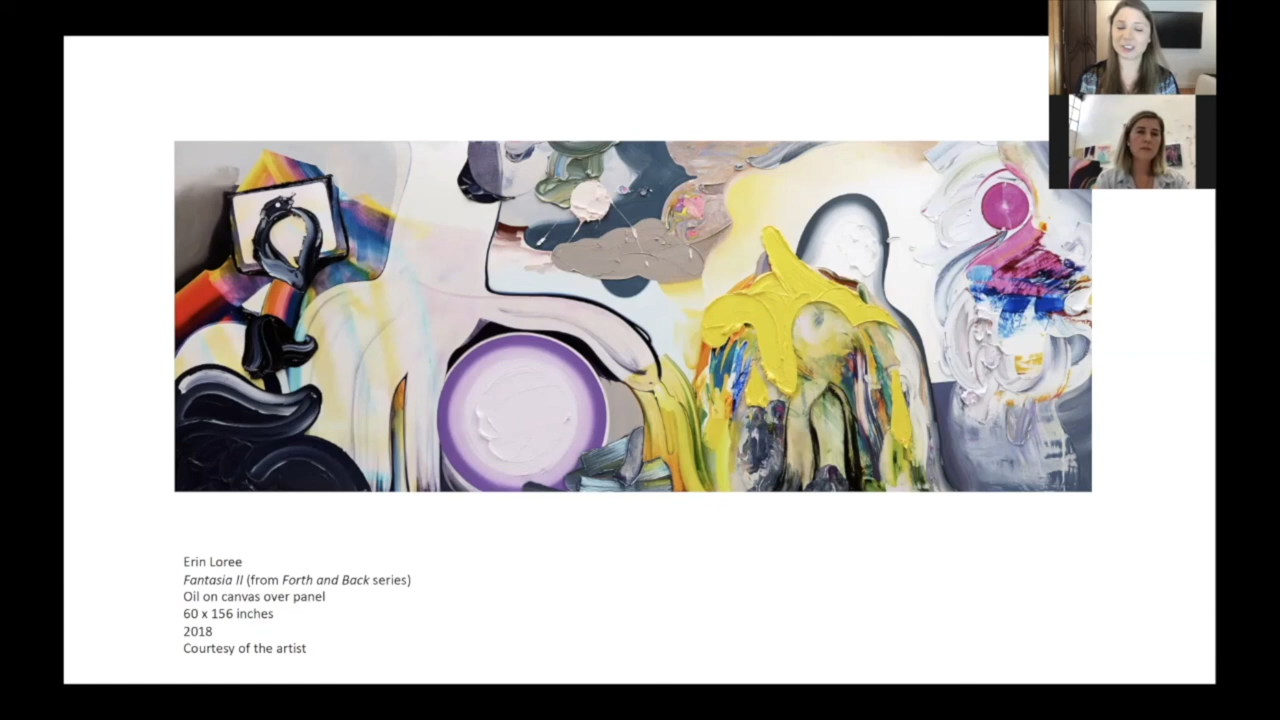 Erin Loree
Fantasia II (from Forth and Back series)
Oil on canvas over panel
60 x 156 inches
2018
Courtesy of the artist